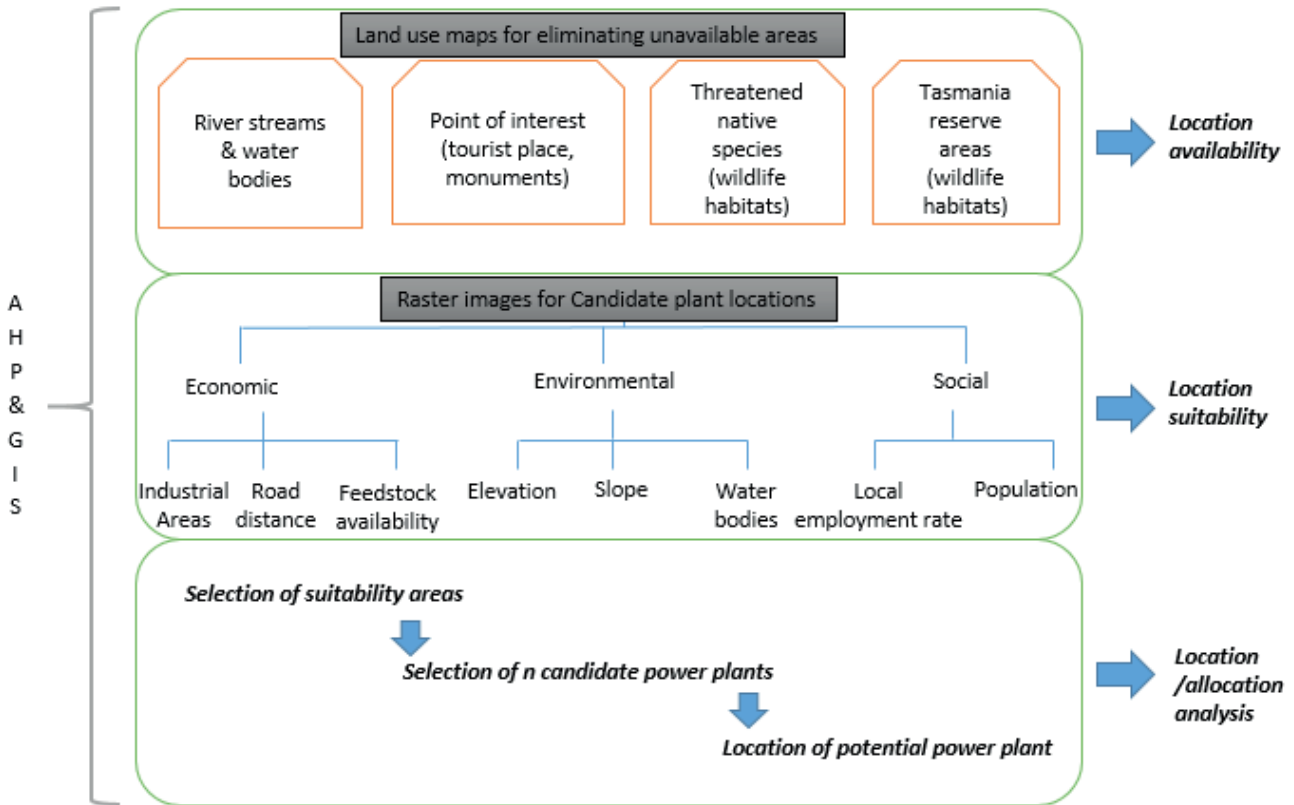 Land use maps for eliminating unavailable areas
River streams
& water
bodies
Point of interest
(tourist place,
monuments)
Threatened
native
species
(wildlife
habitats)
Tasmania
reserve
areas
(wildlife
habitats)
Location
availability
A
H
P
&
G
I
S
Raster images for Candidate plant locations
Economic
Environmental
Social
Industrial
Areas
Road
distance
Feedstock
availability
Elevation
Slope
Water
bodies
Local
employment rate
Population
Location
suitability
Selection of suitability areas
Selection of n candidate power plants
Location of potential power plant
Location
/allocation
analysis